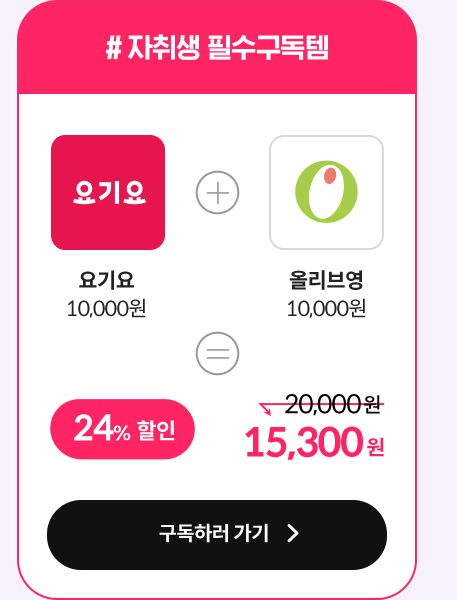 # 자취생 필수구독템
요기요
요기요
10,000원
올리브영
10,000원
24% 할인
20,000원
15,300원
구독하러 가기